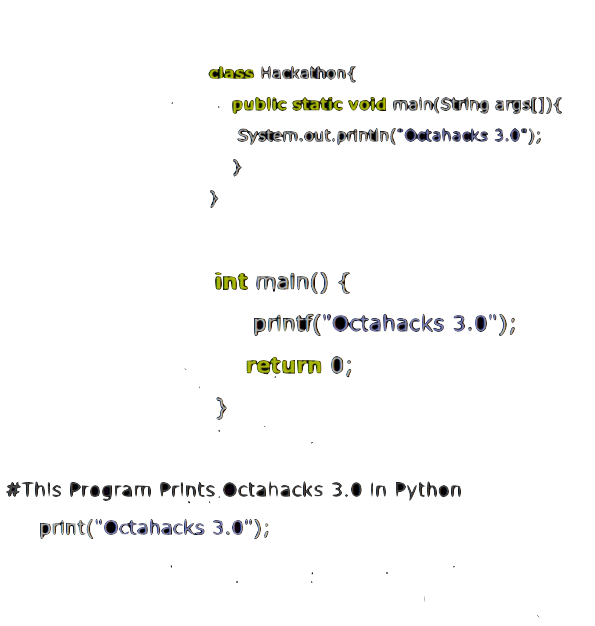 class Hackathon{
public static void main(String args[]){
System.out.println("Octahacks 3.0");
}
}
int main() {
printf("Octahacks 3.0");
return 0;
}
#This Program Prints Octahacks 3.0 in Python
print("Octahacks 3.0");